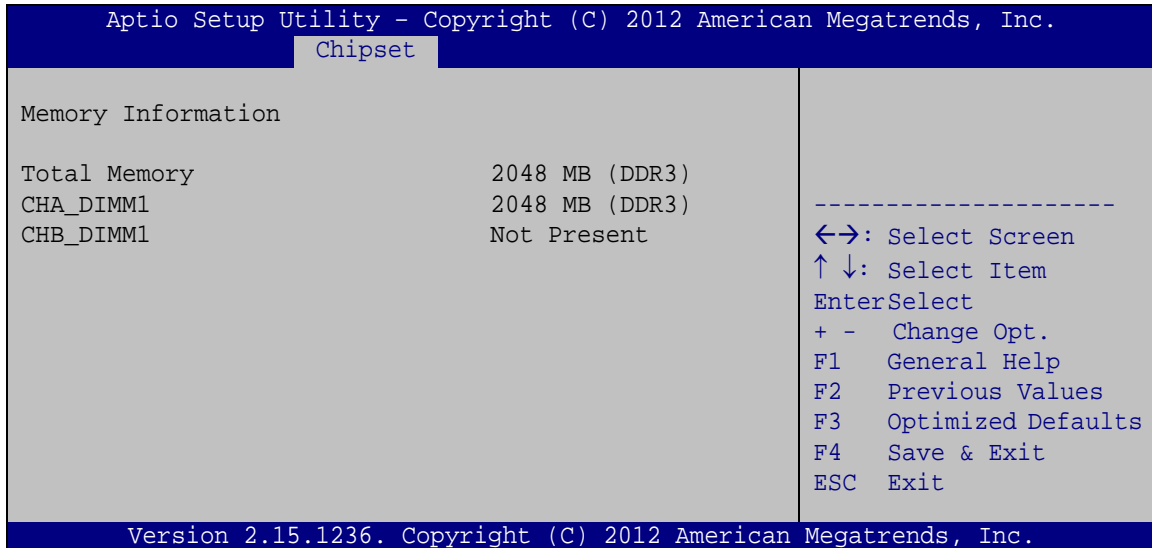 Aptio Setup Utility – Copyright (C) 2012 American Megatrends, Inc.
Chipset
Memory Information
Total Memory 2048 MB (DDR3)
CHA_DIMM1 2048 MB (DDR3)
CHB_DIMM1 Not Present
---------------------
←→: Select Screen
↑ ↓: Select Item
EnterSelect
+ - Change Opt.
F1 General Help
F2 Previous Values
F3 Optimized Defaults
F4 Save & Exit
ESC Exit
Version 2.15.1236. Copyright (C) 2012 American Megatrends, Inc.